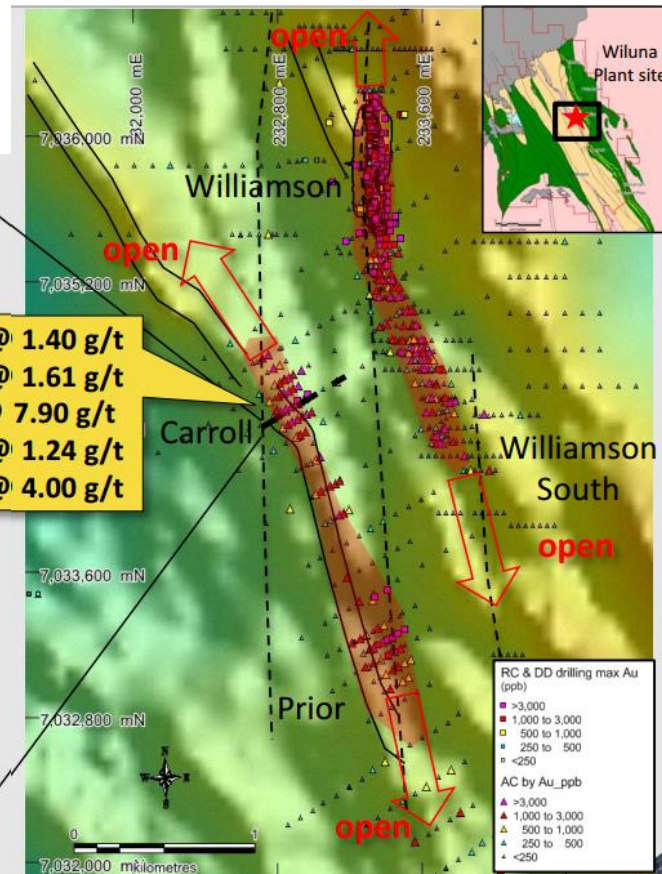 open
232,000 mE
232,800 mE
233,600 mE
Wiluna
Plant site
7,036,000 mN
Williamson
open
7,035,200 mN
@ 1.40 g/t
@ 1.61 g/t
@ 7.90 g/t
@ 1.24 g/t
@ 4.00 g/t
Carroll
Williamson
South
open
7,033,600 mN
RC & DD drilling max Au
(ppb)
>3,000
1,000 to 3,000
500 to 1,000
250 to 500
<250
AC by Au_ppb
>3,000
1,000 to 3,000
500 to 1,000
250 to 500
<250
Prior
7,032,800 mN
N
W E
S
open
0 1
kilometres
7,032,000 mN